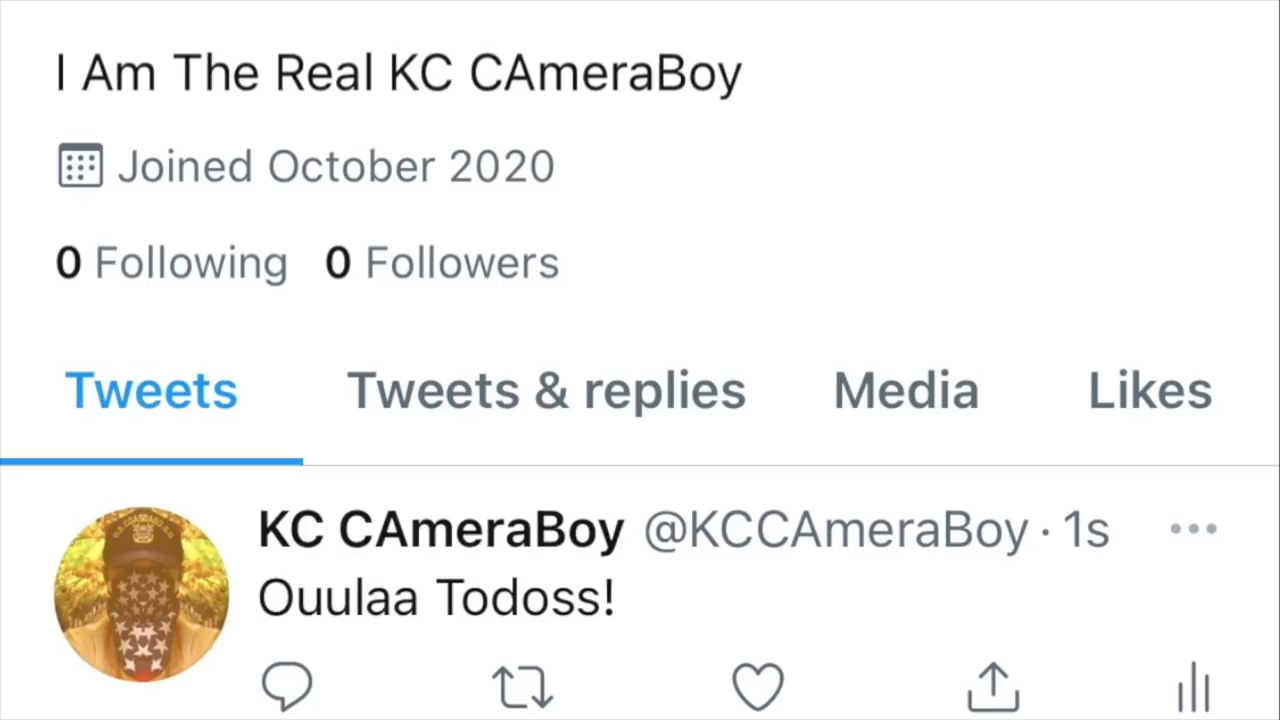 I Am The Real KC CAmeraBoy
Joined October 2020
0 Following 0 Followers
Tweets Tweets & replies Media Likes
KC CAmeraBoy @KCCAmeraBoy · 1s
Ouulaa Todoss!